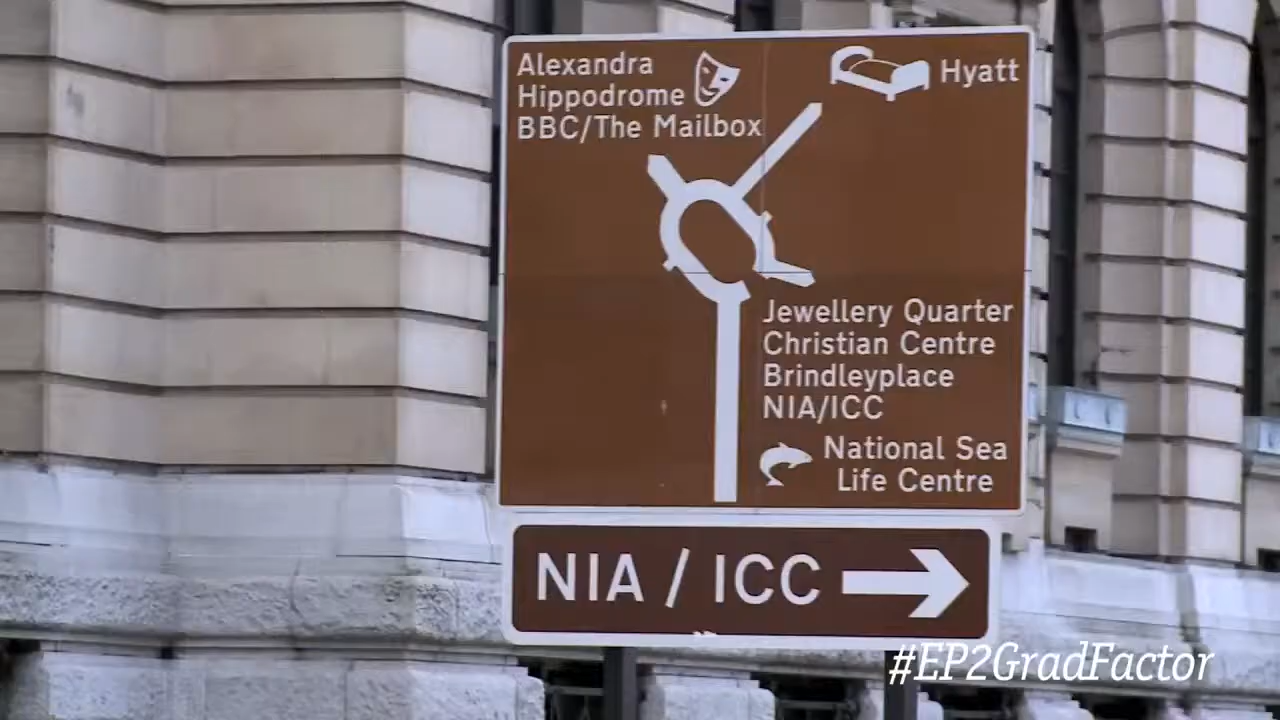 Alexandra
Hippodrome
BBC/The Mailbox
Hyatt
Jewellery Quarter
Christian Centre
Brindleyplace
NIA/ICC
National Sea
Life Centre
NIA / ICC
#EP2GradFactor